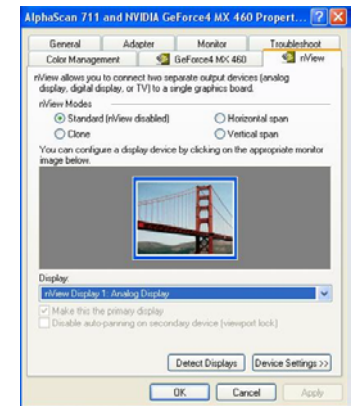 AlphaScan 711 and NVIDIA GeForce4 MX 460 Propert...
General Adapter Monitor Troubleshoot
Color Management GeForce4 MX 460 nView
nView allows you to connect two separate output devices (analog
display, digital display, or TV) to a single graphics board.
nView Modes
Standard (nView disabled) Horizontal span
Clone Vertical span
You can configure a display device by clicking on the appropriate monitor
image below.
Display:
nView Display 1: Analog Display
Make this the primary display
Disable auto-panning on secondary device (viewport lock)
Detect Displays Device Settings >>
OK Cancel Apply